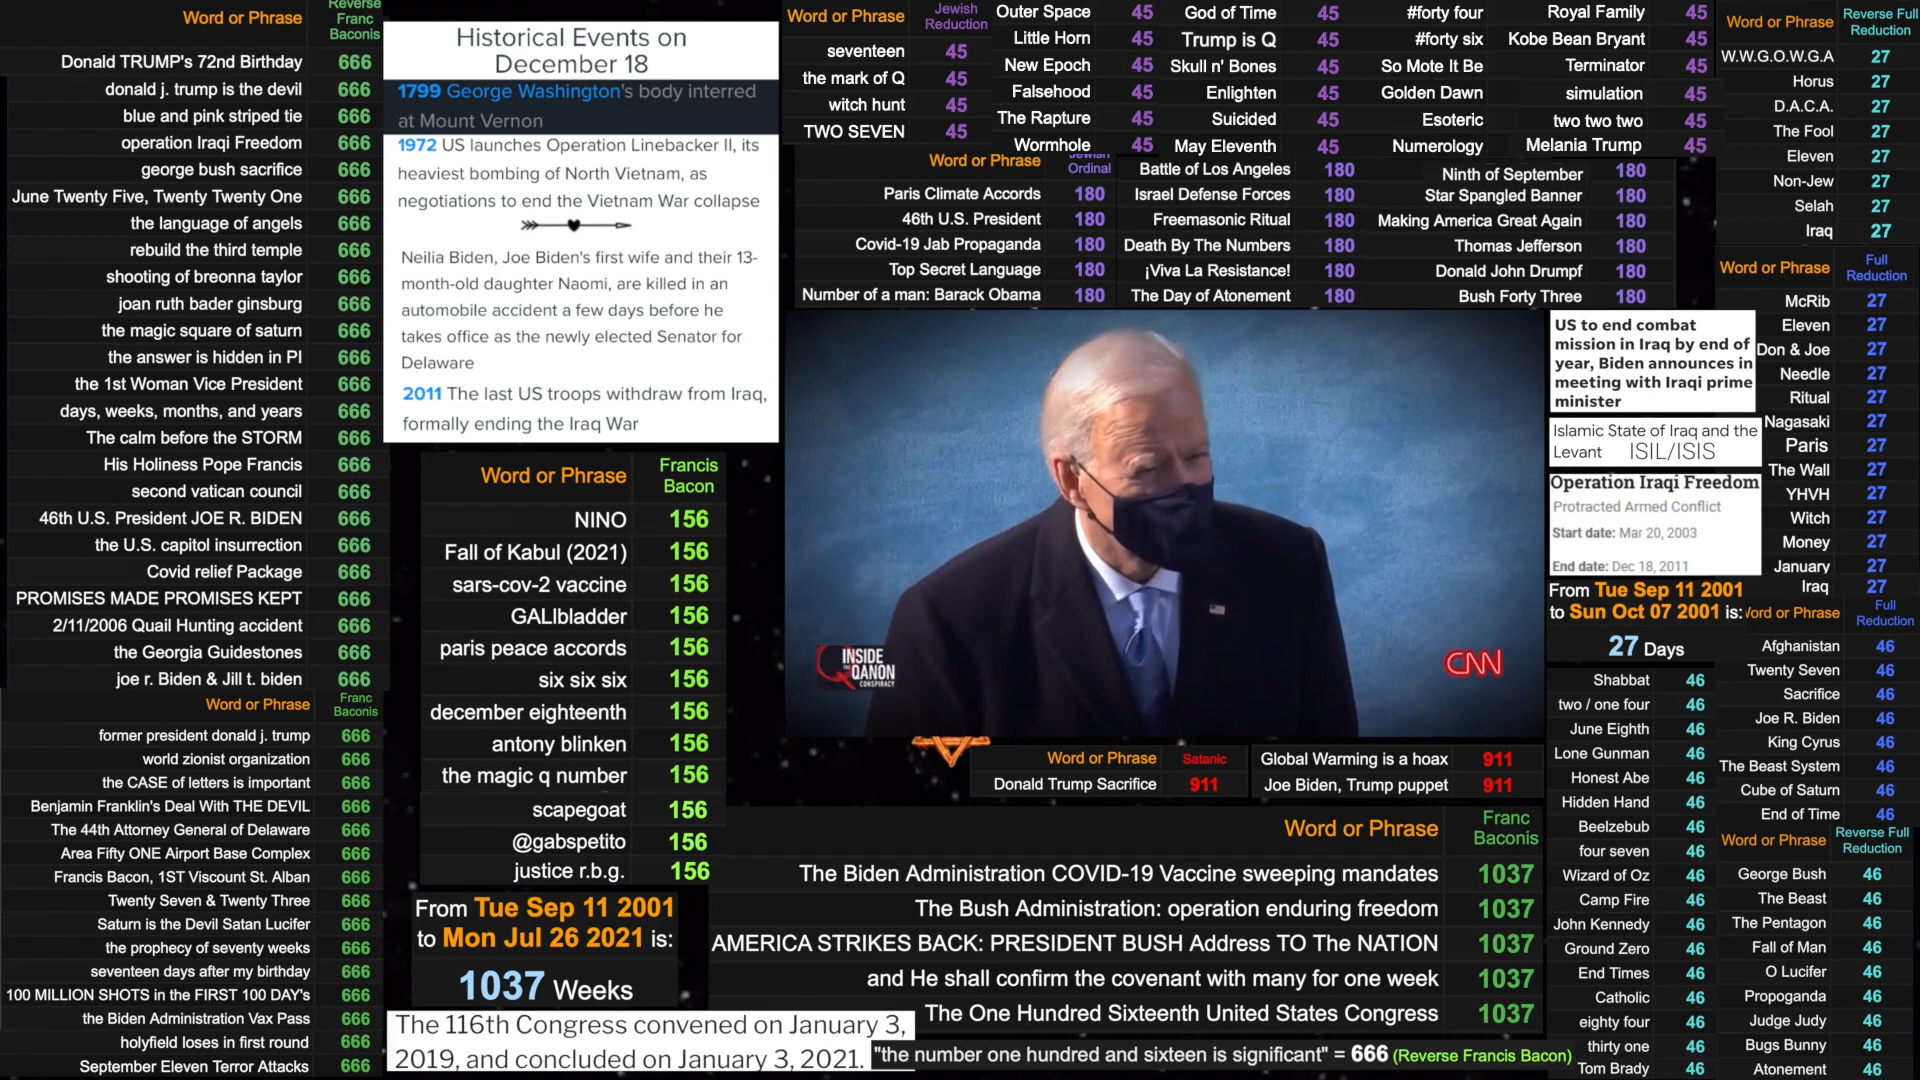 Word or Phrase Reverse Franc Baconis
Donald TRUMP's 72nd Birthday 666
donald j. trump is the devil 666
blue and pink striped tie 666
operation Iraqi Freedom 666
george bush sacrifice 666
June Twenty Five, Twenty Twenty One 666
the language of angels 666
rebuild the third temple 666
shooting of breonna taylor 666
joan ruth bader ginsburg 666
the magic square of saturn 666
the answer is hidden in PI 666
the 1st Woman Vice President 666
days, weeks, months, and years 666
The calm before the STORM 666
His Holiness Pope Francis 666
second vatican council 666
46th U.S. President JOE R. BIDEN 666
the U.S. capitol insurrection 666
Covid relief Package 666
PROMISES MADE PROMISES KEPT 666
2/11/2006 Quail Hunting accident 666
the Georgia Guidestones 666
joe r. Biden & Jill t. biden 666
Word or Phrase Franc Baconis
former president donald j. trump 666
world zionist organization 666
the CASE of letters is important 666
Benjamin Franklin's Deal With THE DEVIL 666
The 44th Attorney General of Delaware 666
Area Fifty ONE Airport Base Complex 666
Francis Bacon, 1ST Viscount St. Alban 666
Twenty Seven & Twenty Three 666
Saturn is the Devil Satan Lucifer 666
the prophecy of seventy weeks 666
seventeen days after my birthday 666
100 MILLION SHOTS in the FIRST 100 DAY's 666
the Biden Administration Vax Pass 666
holyfield loses in first round 666
September Eleven Terror Attacks 666
Historical Events on
December 18
1799 George Washington's body interred
at Mount Vernon
1972 US launches Operation Linebacker II, its
heaviest bombing of North Vietnam, as
negotiations to end the Vietnam War collapse
Neilia Biden, Joe Biden's first wife and their 13-
month-old daughter Naomi, are killed in an
automobile accident a few days before he
takes office as the newly elected Senator for
Delaware
2011 The last US troops withdraw from Iraq,
formally ending the Iraq War
Word or Phrase Francis Bacon
NINO 156
Fall of Kabul (2021) 156
sars-cov-2 vaccine 156
GALlbladder 156
paris peace accords 156
six six six 156
december eighteenth 156
antony blinken 156
the magic q number 156
scapegoat 156
@gabspetito 156
justice r.b.g. 156
From Tue Sep 11 2001
to Mon Jul 26 2021 is:
1037 Weeks
The 116th Congress convened on January 3,
2019, and concluded on January 3, 2021.
Word or Phrase Jewish Reduction
seventeen 45
the mark of Q 45
witch hunt 45
TWO SEVEN 45
Outer Space 45
Little Horn 45
New Epoch 45
Falsehood 45
The Rapture 45
Wormhole 45
God of Time 45
Trump is Q 45
Skull n' Bones 45
Enlighten 45
Suicided 45
May Eleventh 45
#forty four 45
#forty six 45
So Mote It Be 45
Golden Dawn 45
Esoteric 45
Numerology 45
Royal Family 45
Kobe Bean Bryant 45
Terminator 45
simulation 45
two two two 45
Melania Trump 45
Word or Phrase Jewish Ordinal
Paris Climate Accords 180
46th U.S. President 180
Covid-19 Jab Propaganda 180
Top Secret Language 180
Number of a man: Barack Obama 180
Battle of Los Angeles 180
Israel Defense Forces 180
Freemasonic Ritual 180
Death By The Numbers 180
¡Viva La Resistance! 180
The Day of Atonement 180
Ninth of September 180
Star Spangled Banner 180
Making America Great Again 180
Thomas Jefferson 180
Donald John Drumpf 180
Bush Forty Three 180
INSIDE
THE QANON
CONSPIRACY
CNN
Word or Phrase Satanic
Donald Trump Sacrifice 911
Global Warming is a hoax 911
Joe Biden, Trump puppet 911
Word or Phrase Franc Baconis
The Biden Administration COVID-19 Vaccine sweeping mandates 1037
The Bush Administration: operation enduring freedom 1037
AMERICA STRIKES BACK: PRESIDENT BUSH Address TO The NATION 1037
and He shall confirm the covenant with many for one week 1037
The One Hundred Sixteenth United States Congress 1037
"the number one hundred and sixteen is significant" = 666 (Reverse Francis Bacon)
Word or Phrase Reverse Full Reduction
W.W.G.O.W.G.A 27
Horus 27
D.A.C.A. 27
The Fool 27
Eleven 27
Non-Jew 27
Selah 27
Iraq 27
Word or Phrase Full Reduction
McRib 27
Eleven 27
Don & Joe 27
Needle 27
Ritual 27
Nagasaki 27
Paris 27
The Wall 27
YHVH 27
Witch 27
Money 27
January 27
Iraq 27
US to end combat
mission in Iraq by end of
year, Biden announces in
meeting with Iraqi prime
minister
Islamic State of Iraq and the
Levant ISIL/ISIS
Operation Iraqi Freedom
Protracted Armed Conflict
Start date: Mar 20, 2003
End date: Dec 18, 2011
From Tue Sep 11 2001
to Sun Oct 07 2001 is:
27 Days
Word or Phrase Full Reduction
Afghanistan 46
Twenty Seven 46
Sacrifice 46
Joe R. Biden 46
King Cyrus 46
The Beast System 46
Cube of Saturn 46
End of Time 46
Shabbat 46
two / one four 46
June Eighth 46
Lone Gunman 46
Honest Abe 46
Hidden Hand 46
Beelzebub 46
four seven 46
Wizard of Oz 46
Camp Fire 46
John Kennedy 46
Ground Zero 46
End Times 46
Catholic 46
eighty four 46
thirty one 46
Tom Brady 46
Word or Phrase Reverse Full Reduction
George Bush 46
The Beast 46
The Pentagon 46
Fall of Man 46
O Lucifer 46
Propoganda 46
Judge Judy 46
Bugs Bunny 46
Atonement 46